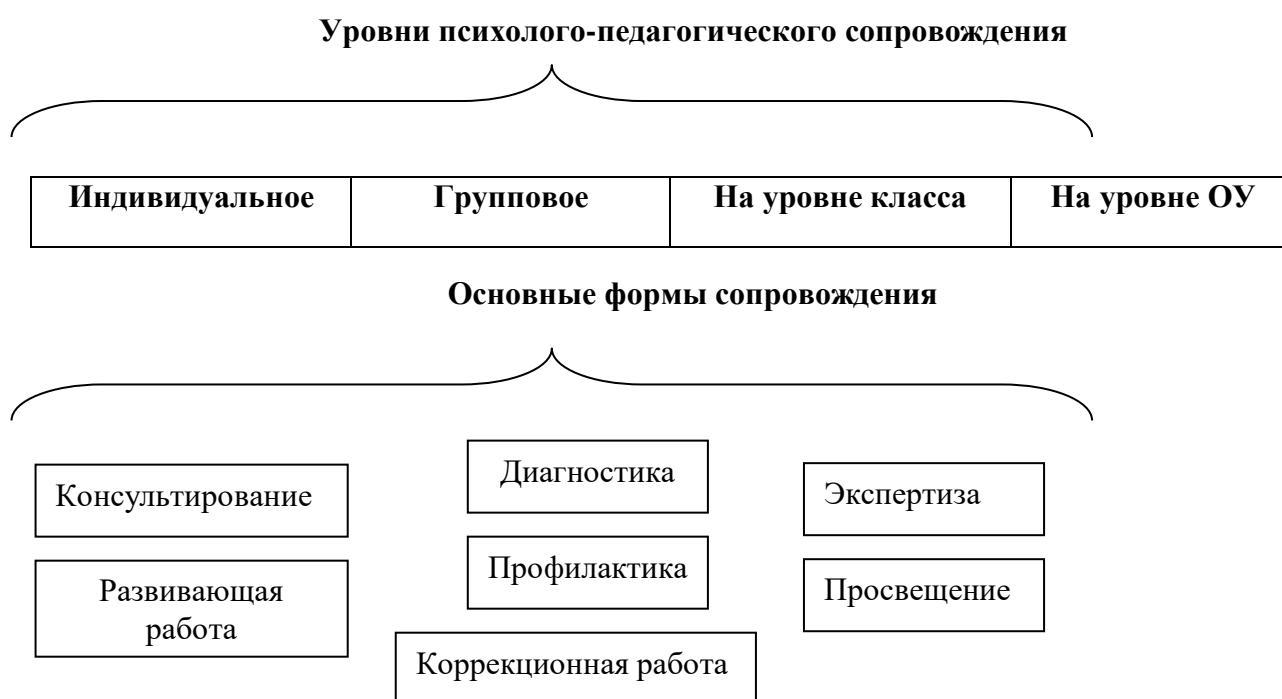 Уровни психолого-педагогического сопровождения
Индивидуальное Групповое На уровне класса На уровне ОУ
Основные формы сопровождения
Консультирование
Диагностика
Экспертиза
Развивающая
работа
Профилактика
Просвещение
Коррекционная работа